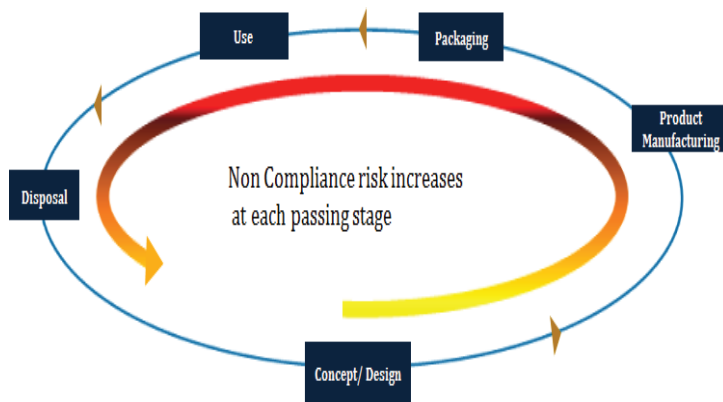 Use
Packaging
Product
Manufacturing
Non Compliance risk increases
at each passing stage
Disposal
Concept/ Design